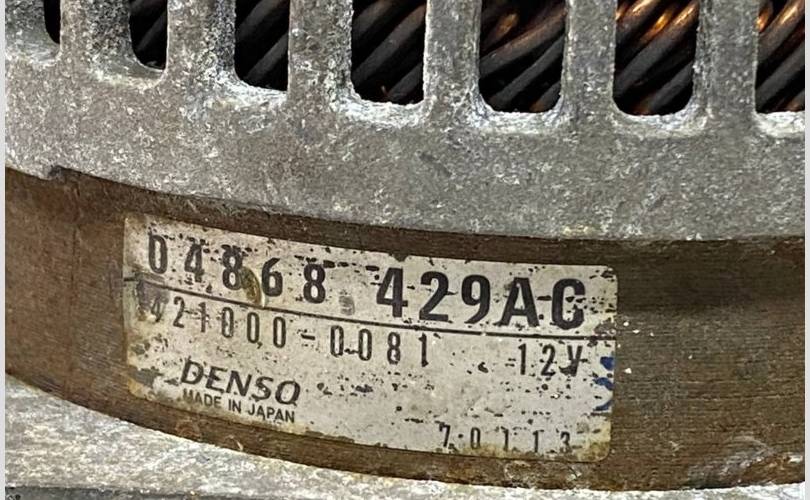 04868 429AC
421000-0081 12V
DENSO
MADE IN JAPAN
70113